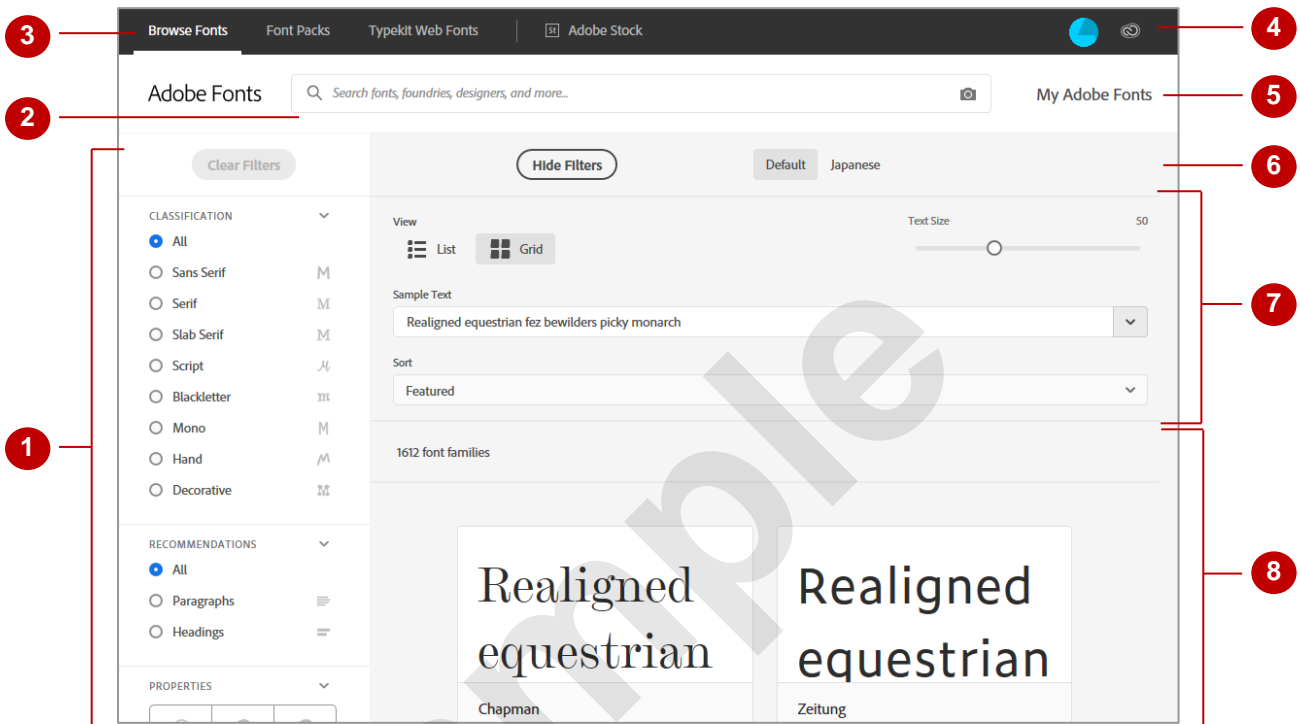 3
Browse Fonts Font Packs Typekit Web Fonts St Adobe Stock
4
Adobe Fonts Search fonts, foundries, designers, and more... My Adobe Fonts
5
2
Clear Filters Hide Filters Default Japanese
6
CLASSIFICATION
All
Sans Serif M
Serif M
Slab Serif M
Script M
Blackletter m
Mono M
Hand M
Decorative M
1
RECOMMENDATIONS
All
Paragraphs
Headings
PROPERTIES
View Text Size 50
List Grid
Sample Text
Realigned equestrian fez bewilders picky monarch
7
Sort
Featured
1612 font families
Realigned
equestrian
Chapman
Realigned
equestrian
Zeitung
8